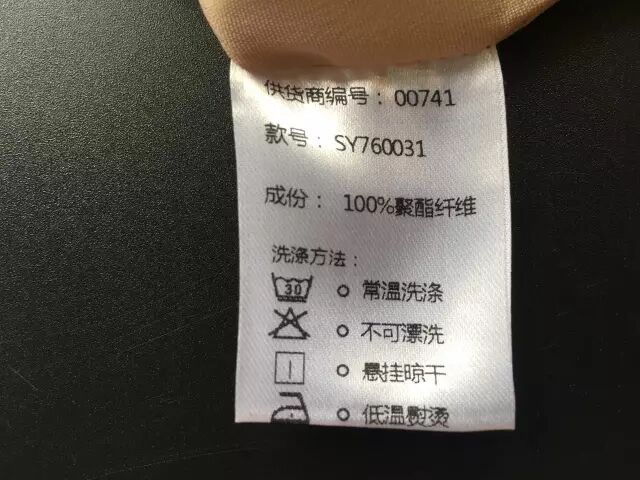 供货商编号：00741
款号：SY760031
成份：100%聚酯纤维
洗涤方法：
30 常温洗涤
不可漂洗
悬挂晾干
低温熨烫